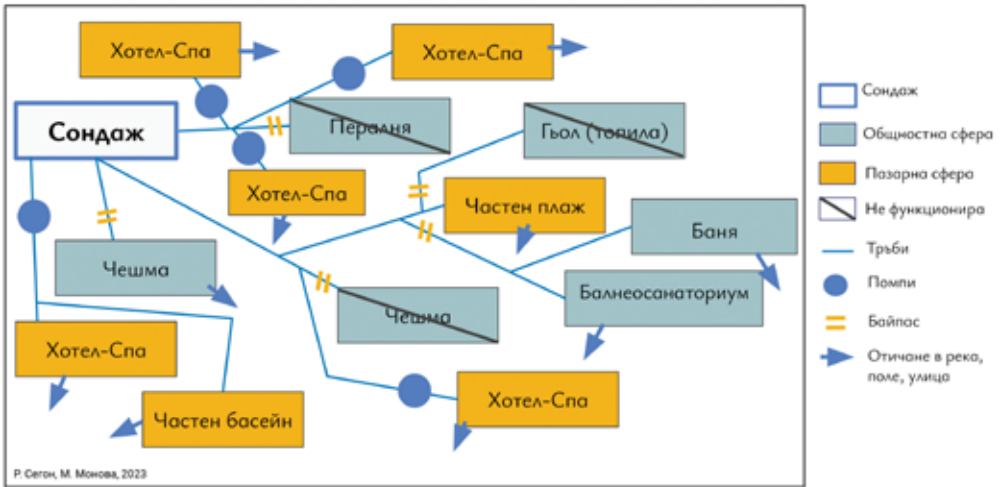 Хотел-Спа
Хотел-Спа
Сондаж
Пералня
Гьол (топила)
Хотел-Спа
Частен плаж
Баня
Чешма
Балнеосанаториум
Чешма
Хотел-Спа
Хотел-Спа
Частен басейн
Р. Сегон, М. Монова, 2023
Сондаж
Общностна сфера
Пазарна сфера
Не функционира
Тръби
Помпи
Байпас
Отичане в река,
поле, улица